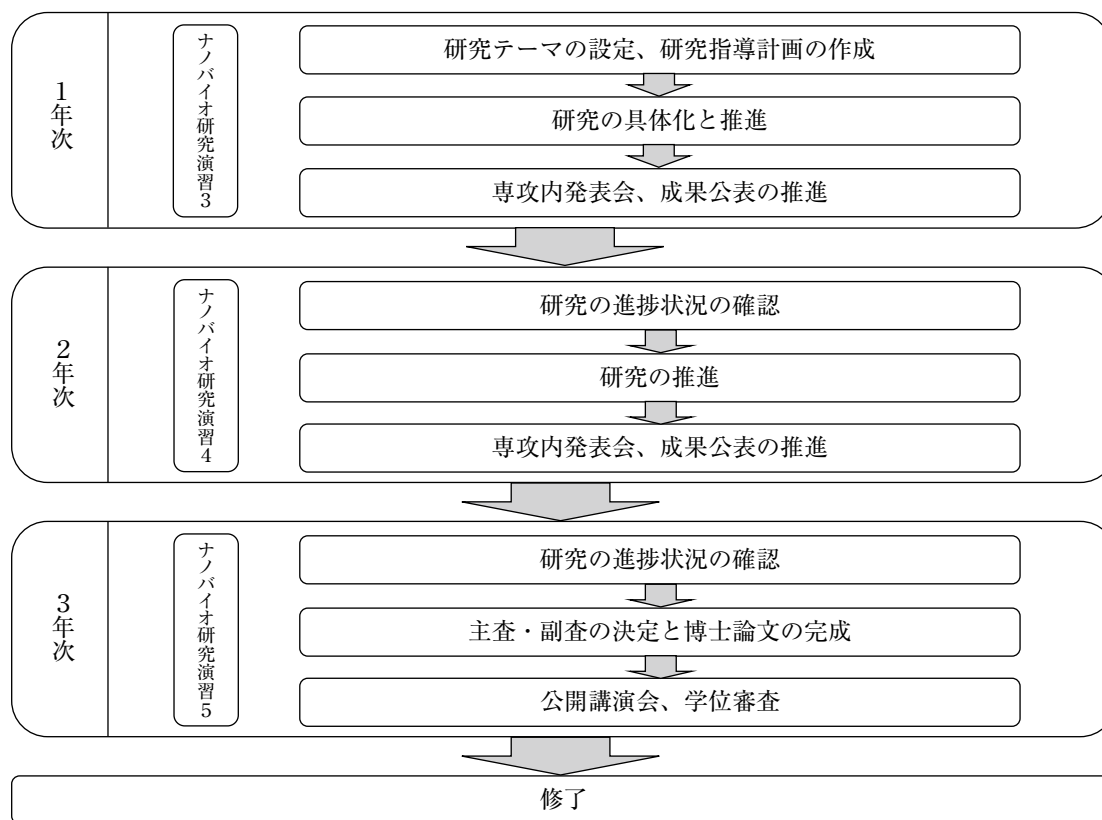 1年次
ナノバイオ研究演習3
研究テーマの設定、研究指導計画の作成
研究の具体化と推進
専攻内発表会、成果公表の推進
2年次
ナノバイオ研究演習4
研究の進捗状況の確認
研究の推進
専攻内発表会、成果公表の推進
3年次
ナノバイオ研究演習5
研究の進捗状況の確認
主査・副査の決定と博士論文の完成
公開講演会、学位審査
修了